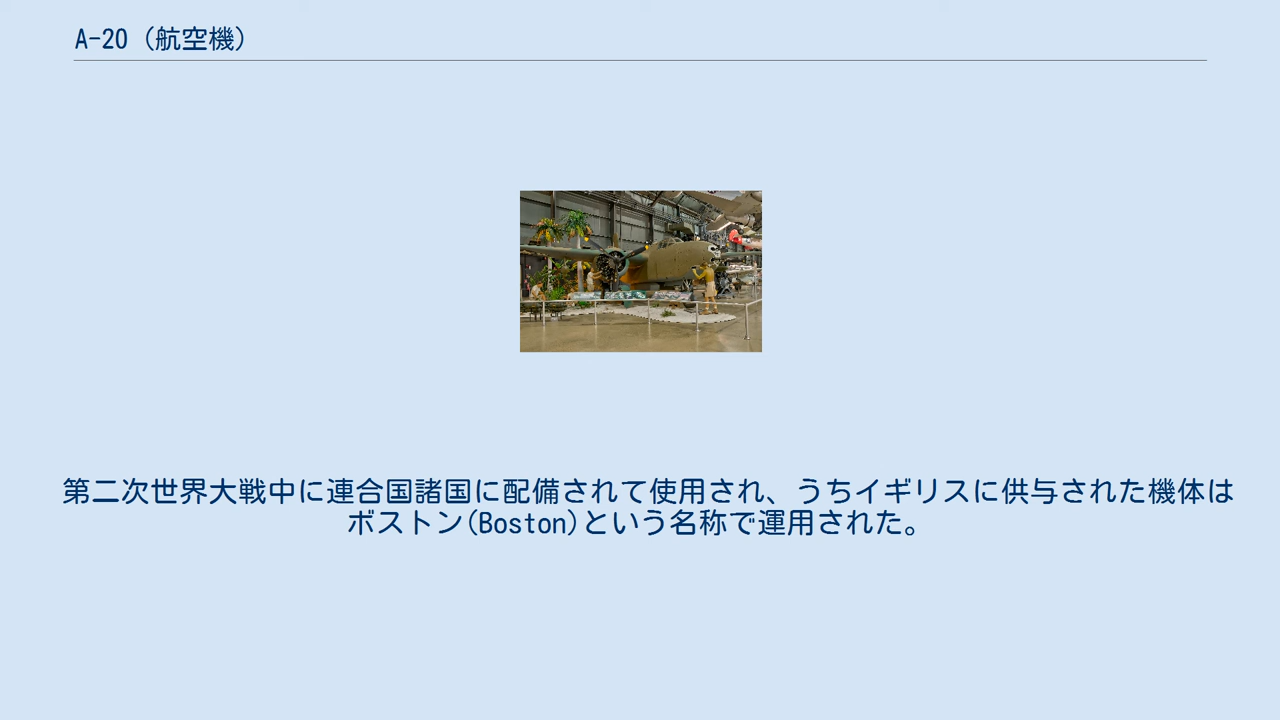 A-20 (航空機)
第二次世界大戦中に連合国諸国に配備されて使用され、うちイギリスに供与された機体は
ボストン(Boston)という名称で運用された。